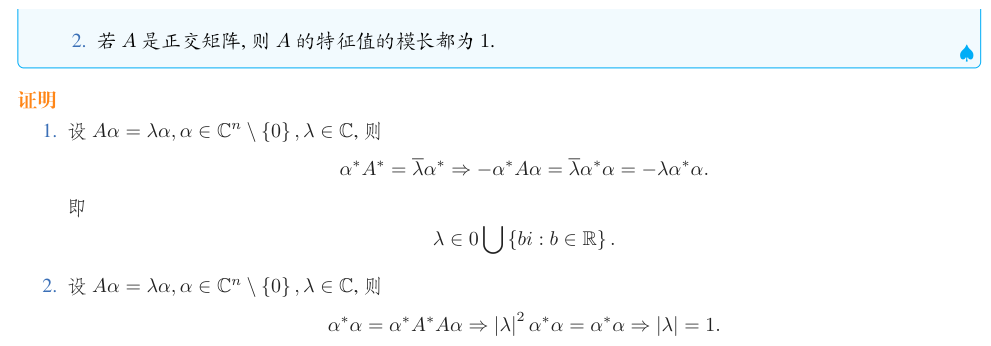 2. 若 A 是正交矩阵, 则 A 的特征值的模长都为 1.
♠
证明
1. 设 Aα = λα, α ∈ ℂⁿ \ {0} , λ ∈ ℂ, 则
α*A* = λ̅α* ⇒ −α*Aα = λ̅α*α = −λα*α.
即
λ ∈ 0 ⋃ {bi : b ∈ ℝ} .
2. 设 Aα = λα, α ∈ ℂⁿ \ {0} , λ ∈ ℂ, 则
α*α = α*A*Aα ⇒ |λ|² α*α = α*α ⇒ |λ| = 1.